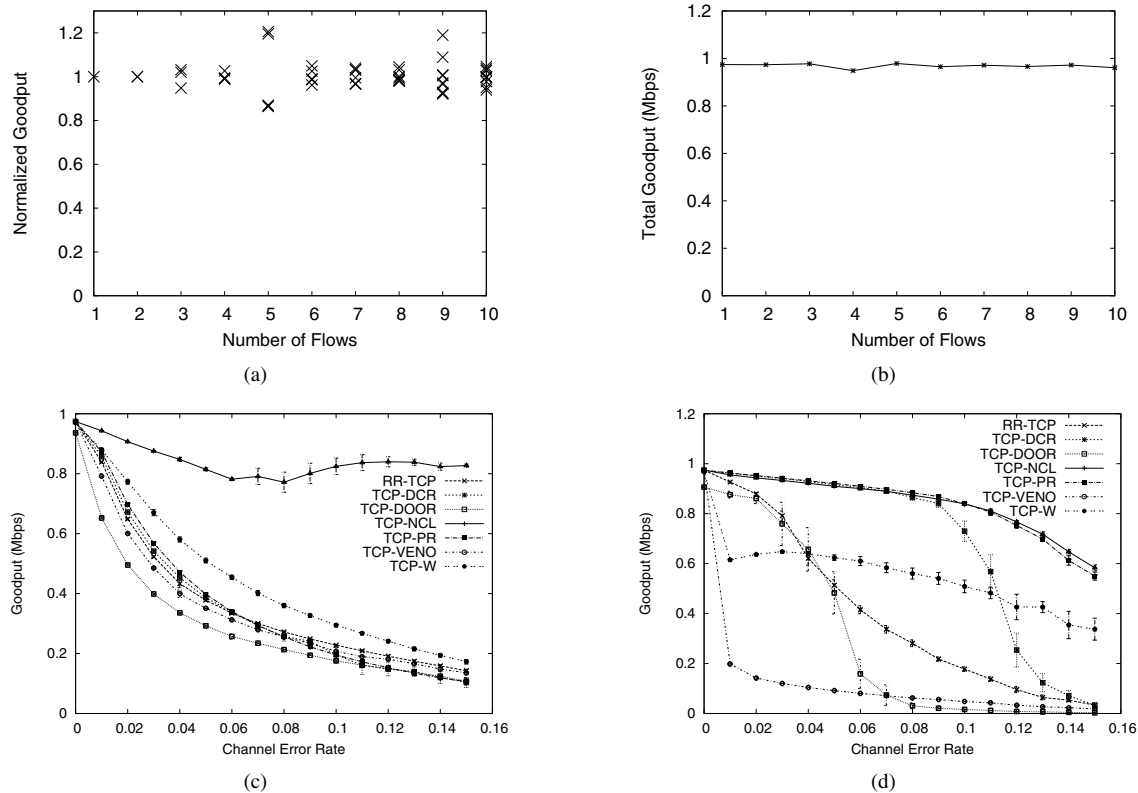 1.2
1
0.8
0.6
0.4
0.2
0
Normalized Goodput
1 2 3 4 5 6 7 8 9 10
Number of Flows
(a)
1.2
1
0.8
0.6
0.4
0.2
0
Total Goodput (Mbps)
1 2 3 4 5 6 7 8 9 10
Number of Flows
(b)
1
0.8
0.6
0.4
0.2
0
Goodput (Mbps)
RR-TCP
TCP-DCR
TCP-DOOR
TCP-NCL
TCP-PR
TCP-VENO
TCP-W
0 0.02 0.04 0.06 0.08 0.10 0.12 0.14 0.16
Channel Error Rate
(c)
1.2
1
0.8
0.6
0.4
0.2
0
Goodput (Mbps)
RR-TCP
TCP-DCR
TCP-DOOR
TCP-NCL
TCP-PR
TCP-VENO
TCP-W
0 0.02 0.04 0.06 0.08 0.10 0.12 0.14 0.16
Channel Error Rate
(d)